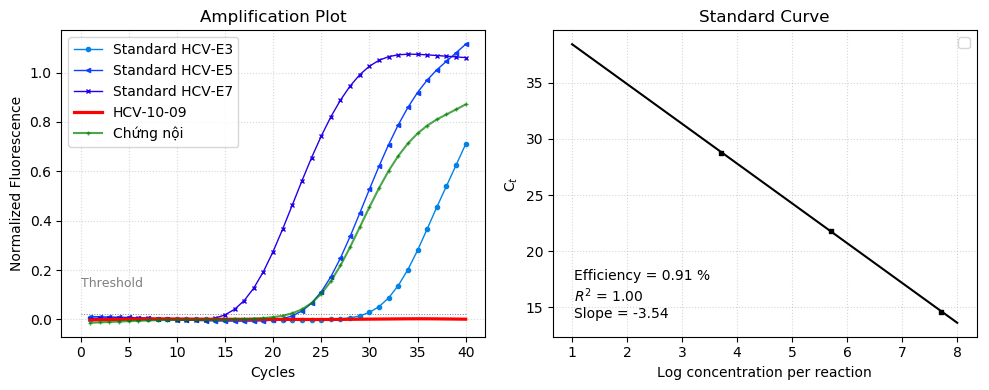 Amplification Plot
Normalized Fluorescence
1.0
0.8
0.6
0.4
0.2
0.0
Standard HCV-E3
Standard HCV-E5
Standard HCV-E7
HCV-10-09
Chứng nội
Threshold
0 5 10 15 20 25 30 35 40
Cycles
Standard Curve
Cₜ
35
30
25
20
15
Efficiency = 0.91 %
R² = 1.00
Slope = -3.54
1 2 3 4 5 6 7 8
Log concentration per reaction